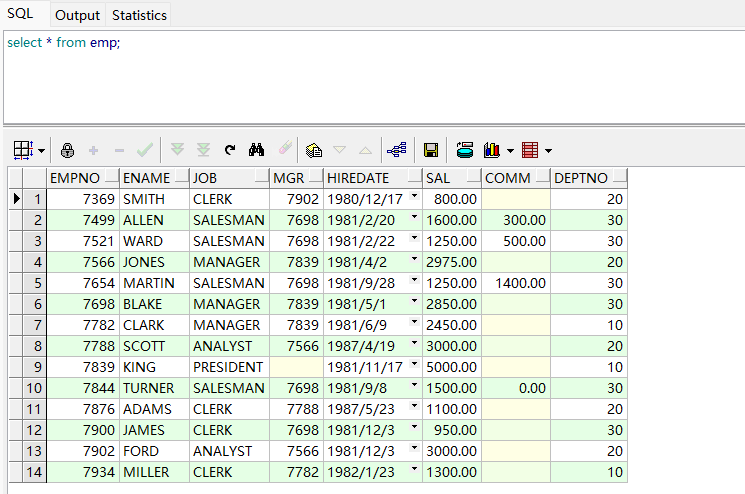 SQL Output Statistics
select * from emp;
EMPNO ENAME JOB MGR HIREDATE SAL COMM DEPTNO
1 7369 SMITH CLERK 7902 1980/12/17 800.00 20
2 7499 ALLEN SALESMAN 7698 1981/2/20 1600.00 300.00 30
3 7521 WARD SALESMAN 7698 1981/2/22 1250.00 500.00 30
4 7566 JONES MANAGER 7839 1981/4/2 2975.00 20
5 7654 MARTIN SALESMAN 7698 1981/9/28 1250.00 1400.00 30
6 7698 BLAKE MANAGER 7839 1981/5/1 2850.00 30
7 7782 CLARK MANAGER 7839 1981/6/9 2450.00 10
8 7788 SCOTT ANALYST 7566 1987/4/19 3000.00 20
9 7839 KING PRESIDENT 1981/11/17 5000.00 10
10 7844 TURNER SALESMAN 7698 1981/9/8 1500.00 0.00 30
11 7876 ADAMS CLERK 7788 1987/5/23 1100.00 20
12 7900 JAMES CLERK 7698 1981/12/3 950.00 30
13 7902 FORD ANALYST 7566 1981/12/3 3000.00 20
14 7934 MILLER CLERK 7782 1982/1/23 1300.00 10